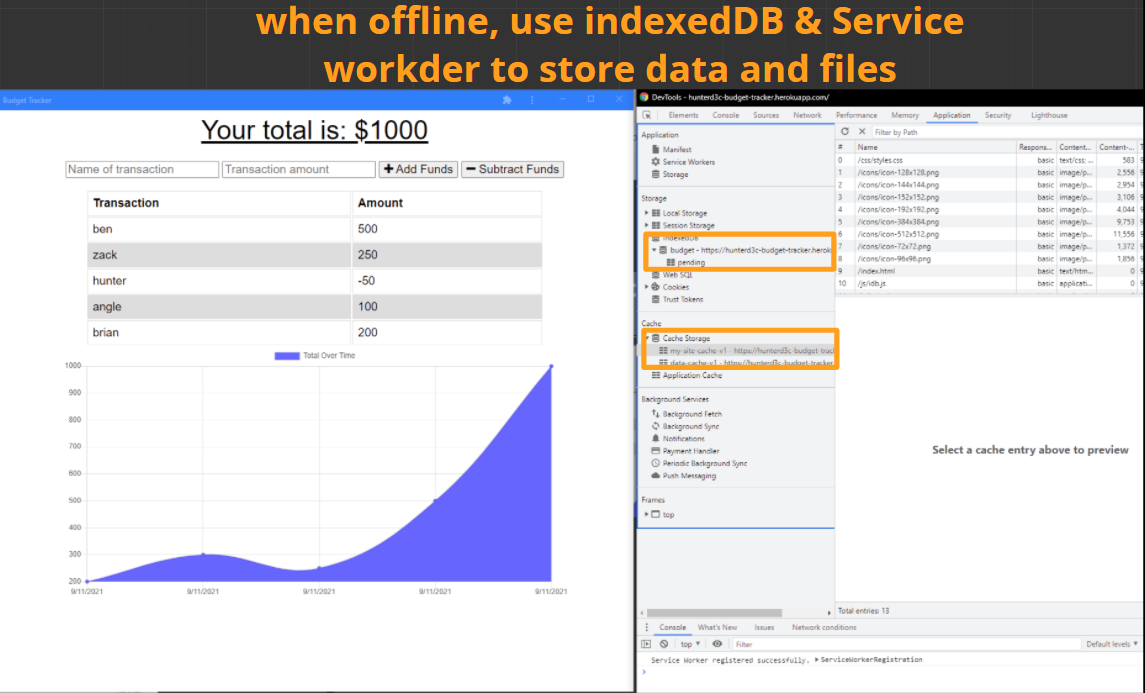 when offline, use indexedDB & Service
workder to store data and files
Budget Tracker
Your total is: $1000
Name of transaction Transaction amount Add Funds Subtract Funds
Transaction Amount
ben 500
zack 250
hunter -50
angle 100
brian 200
Total Over Time
1000
900
800
700
600
500
400
300
200
9/11/2021 9/11/2021 9/11/2021 9/11/2021 9/11/2021
DevTools - hunterd3c-budget-tracker.herokuapp.com/
Elements Console Sources Network Performance Memory Application Security Lighthouse
Application
Manifest
Service Workers
Storage
Storage
Local Storage
Session Storage
IndexedDB
budget - https://hunterd3c-budget-tracker.herok
pending
Web SQL
Cookies
Trust Tokens
Cache
Cache Storage
my-site-cache-v1 - https://hunterd3c-budget-trac
data-cache-v1 - https://hunterd3c-budget-tracker
Application Cache
Background Services
Background Fetch
Background Sync
Notifications
Payment Handler
Periodic Background Sync
Push Messaging
Frames
top
Filter by Path
# Name Respons... Content... Content-...
0 /css/styles.css basic text/css; ... 583
1 /icons/icon-128x128.png basic image/p... 2,556
2 /icons/icon-144x144.png basic image/p... 2,954
3 /icons/icon-152x152.png basic image/p... 3,106
4 /icons/icon-192x192.png basic image/p... 4,044
5 /icons/icon-384x384.png basic image/p... 9,753
6 /icons/icon-512x512.png basic image/p... 11,556
7 /icons/icon-72x72.png basic image/p... 1,372
8 /icons/icon-96x96.png basic image/p... 1,856
9 /index.html basic text/htm... 0
10 /js/idb.js basic applicati... 0
Select a cache entry above to preview
Total entries: 13
Console What's New Issues Network conditions
top Filter Default levels
Service Worker registered successfully. ServiceWorkerRegistration